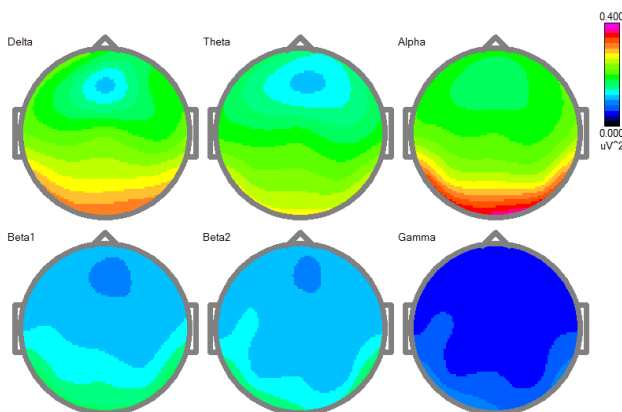 Delta
Theta
Alpha
0.400
0.000
uV^2
Beta1
Beta2
Gamma